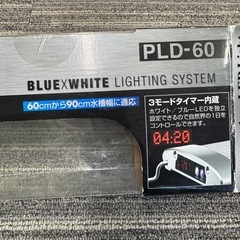 PLD-60
BLUEXWHITE LIGHTING SYSTEM
60cmから90cm水槽幅に適応
3モードタイマー内蔵
ホワイト／ブルーLEDを独立
設定できるので自然界の1日を
コントロールできます。
04:20